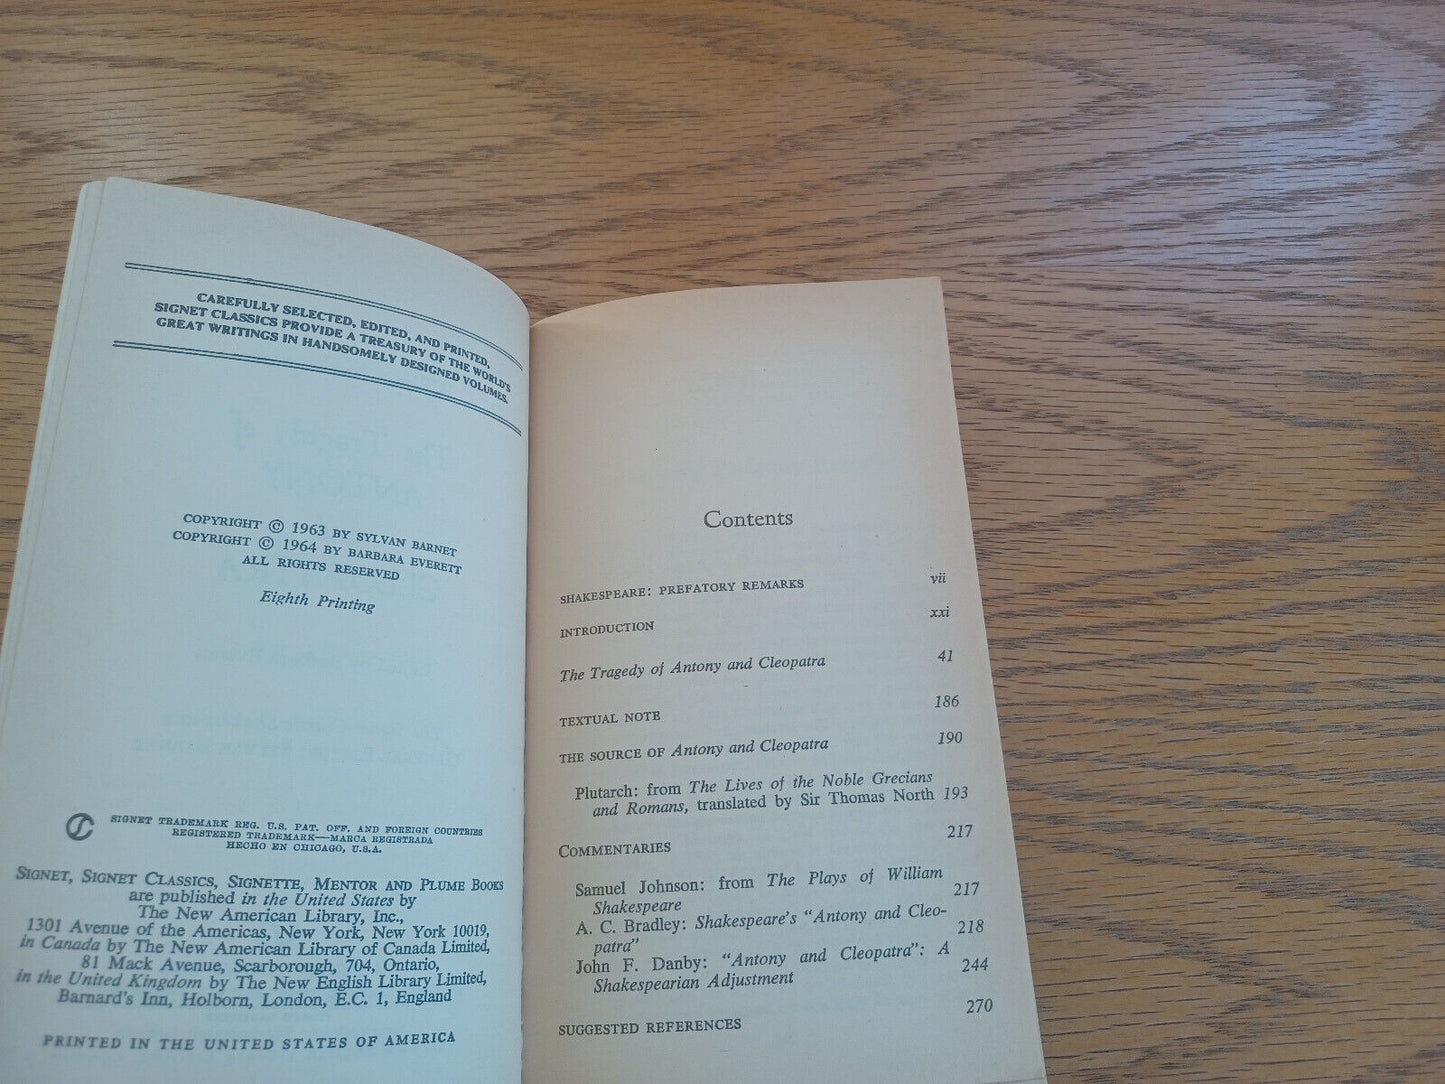 CAREFULLY SELECTED, EDITED, AND PRINTED,
SIGNET CLASSICS PROVIDE A TREASURY OF THE WORLD'S
GREAT WRITINGS IN HANDSOMELY DESIGNED VOLUMES.
COPYRIGHT © 1963 BY SYLVAN BARNET
COPYRIGHT © 1964 BY BARBARA EVERETT
ALL RIGHTS RESERVED
Eighth Printing
SIGNET TRADEMARK REG. U.S. PAT. OFF. AND FOREIGN COUNTRIES
REGISTERED TRADEMARK—MARCA REGISTRADA
HECHO EN CHICAGO, U.S.A.
SIGNET, SIGNET CLASSICS, SIGNETTE, MENTOR AND PLUME BOOKS
are published in the United States by
The New American Library, Inc.,
1301 Avenue of the Americas, New York, New York 10019,
in Canada by The New American Library of Canada Limited,
81 Mack Avenue, Scarborough, 704, Ontario,
in the United Kingdom by The New English Library Limited,
Barnard's Inn, Holborn, London, E.C. 1, England
PRINTED IN THE UNITED STATES OF AMERICA
Contents
SHAKESPEARE: PREFATORY REMARKS vii
INTRODUCTION xxi
The Tragedy of Antony and Cleopatra 41
TEXTUAL NOTE 186
THE SOURCE OF Antony and Cleopatra 190
Plutarch: from The Lives of the Noble Grecians
and Romans, translated by Sir Thomas North 193
COMMENTARIES 217
Samuel Johnson: from The Plays of William
Shakespeare 217
A. C. Bradley: Shakespeare's "Antony and Cleo-
patra" 218
John F. Danby: "Antony and Cleopatra": A
Shakespearian Adjustment 244
SUGGESTED REFERENCES 270